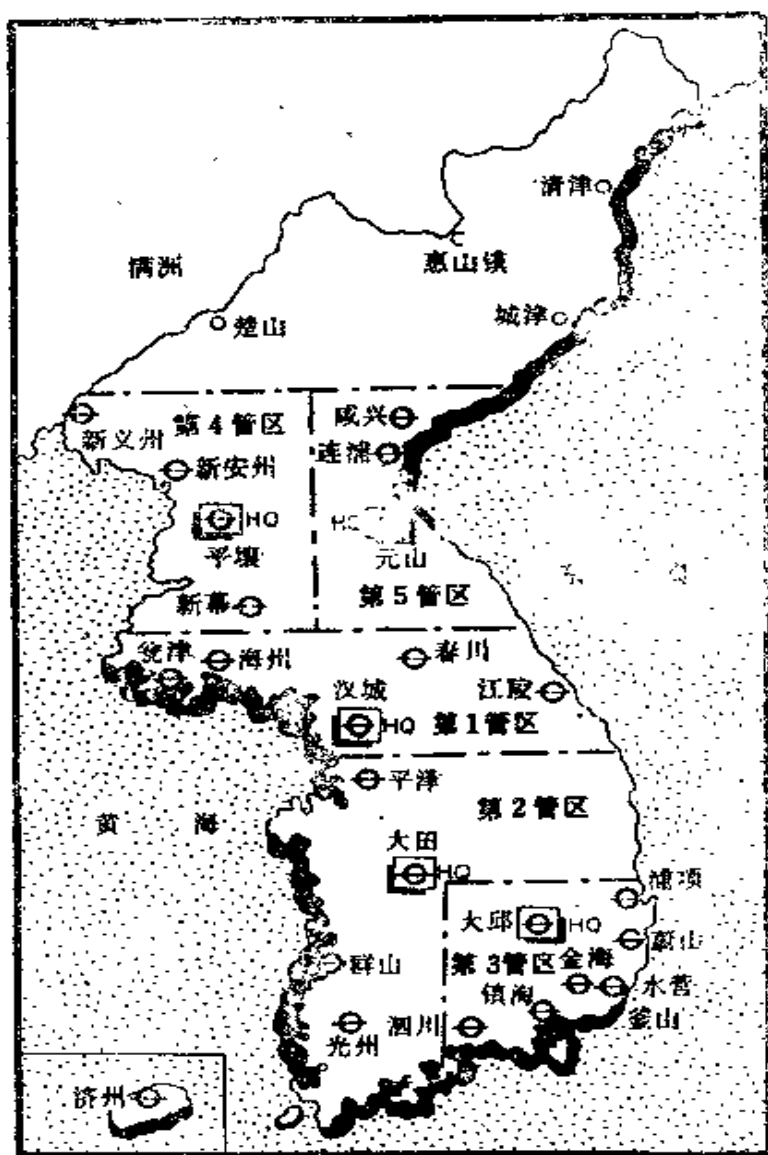 清津
满洲
惠山镇
城津
楚山
第4管区
咸兴
新义州
连浦
新安州
HQ
HQ
平壤
元山
第5管区
新幕
瓮津
海州
春川
汉城
江陵
HQ
第1管区
平泽
第2管区
黄 海
大田
HQ
浦项
大邱
HQ
蔚山
第3管区
金海
群山
镇海
水营
釜山
光州
泗川
济州